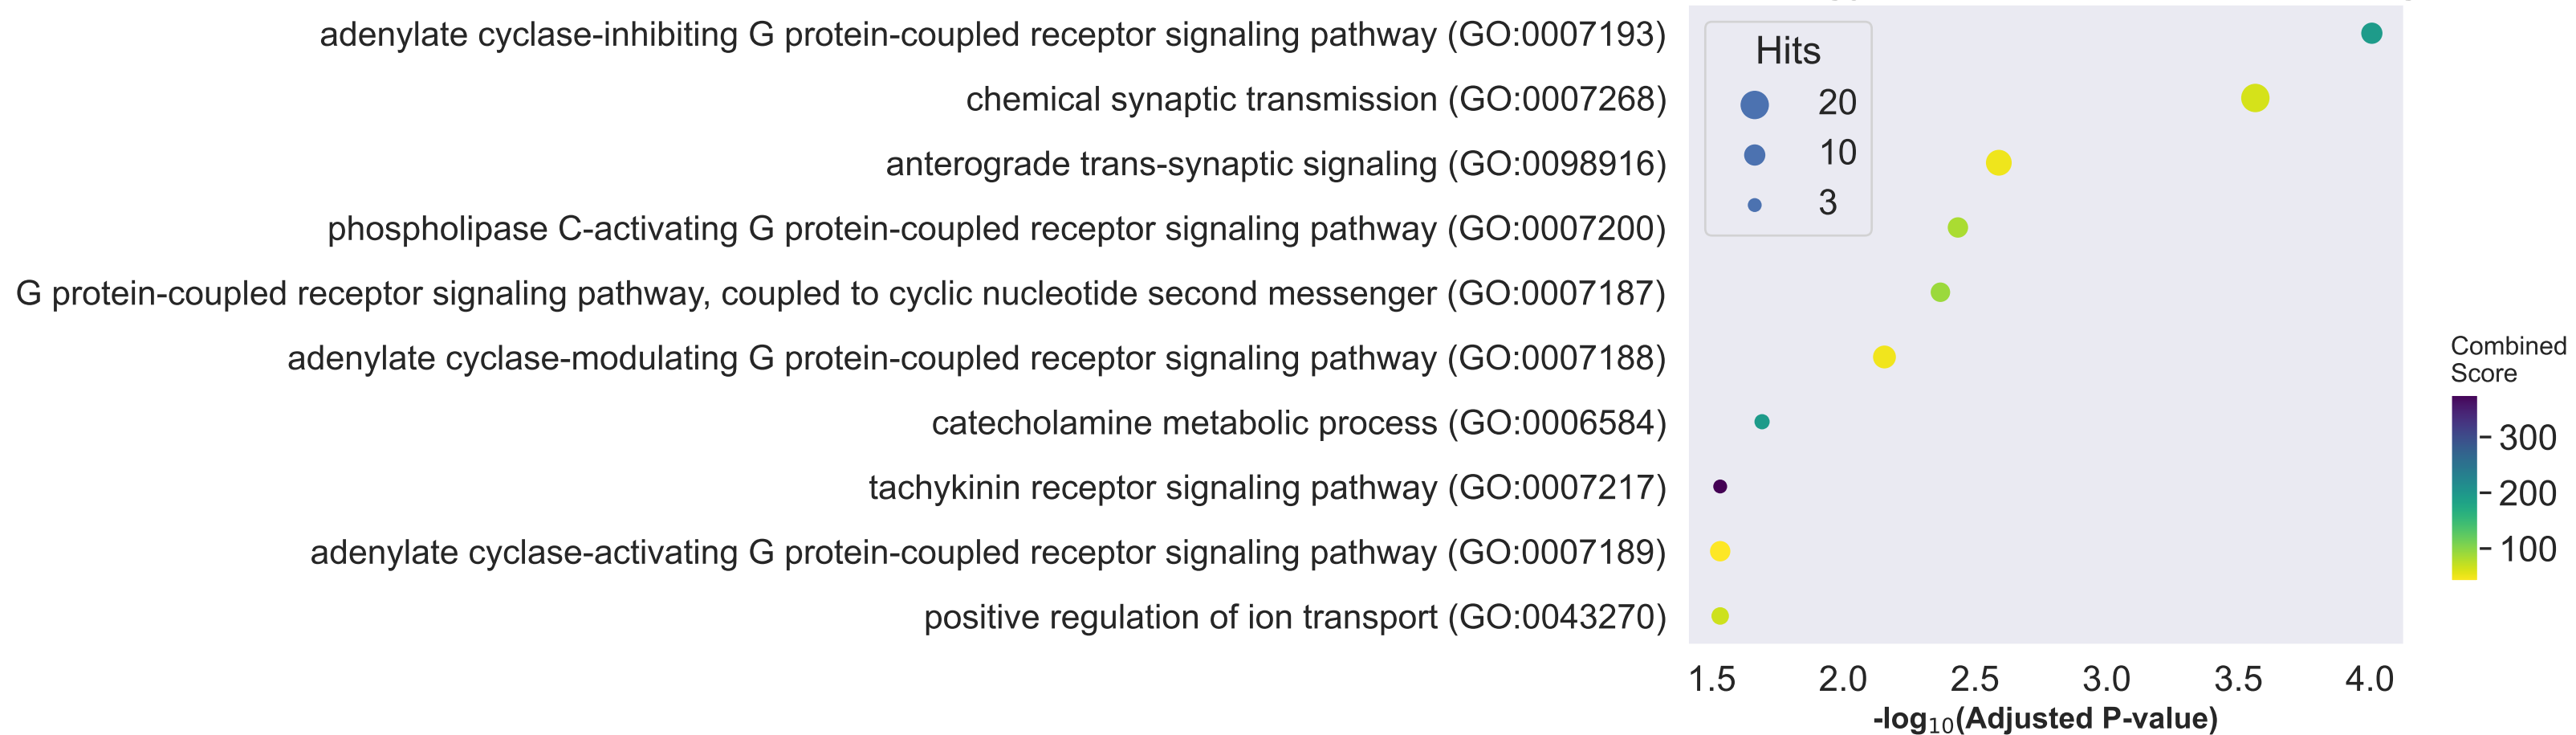 adenylate cyclase-inhibiting G protein-coupled receptor signaling pathway (GO:0007193)
chemical synaptic transmission (GO:0007268)
anterograde trans-synaptic signaling (GO:0098916)
phospholipase C-activating G protein-coupled receptor signaling pathway (GO:0007200)
G protein-coupled receptor signaling pathway, coupled to cyclic nucleotide second messenger (GO:0007187)
adenylate cyclase-modulating G protein-coupled receptor signaling pathway (GO:0007188)
catecholamine metabolic process (GO:0006584)
tachykinin receptor signaling pathway (GO:0007217)
adenylate cyclase-activating G protein-coupled receptor signaling pathway (GO:0007189)
positive regulation of ion transport (GO:0043270)
Hits
20
10
3
1.5 2.0 2.5 3.0 3.5 4.0
-log₁₀(Adjusted P-value)
Combined
Score
300
200
100